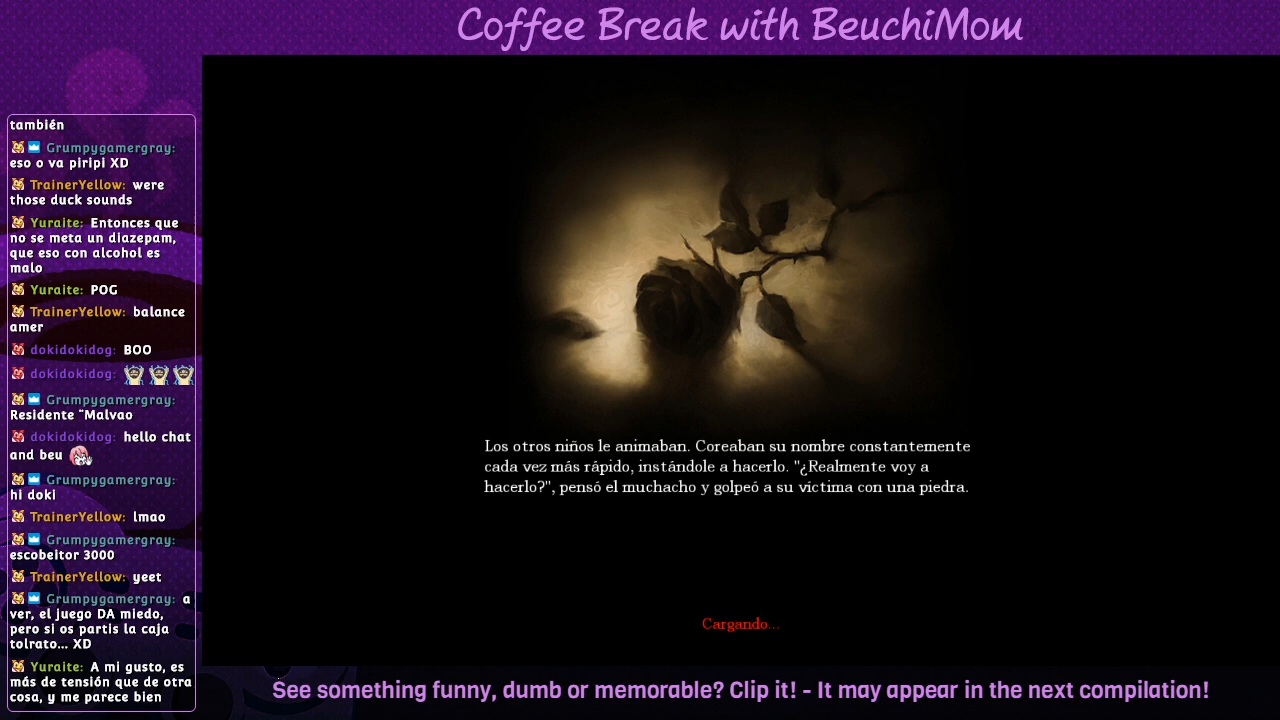 Coffee Break with BeuchiMom
también
Grumpygamergray:
eso o va piripi XD
TrainerYellow: were
those duck sounds
Yuraite: Entonces que
no se meta un diazepam,
que eso con alcohol es
malo
Yuraite: POG
TrainerYellow: balance
amer
dokidokidog: BOO
dokidokidog:
Grumpygamergray:
Residente ¨Malvao
dokidokidog: hello chat
and beu
Grumpygamergray:
hi doki
TrainerYellow: lmao
Grumpygamergray:
escobeitor 3000
TrainerYellow: yeet
Grumpygamergray: a
ver, el juego DA miedo,
pero si os partis la caja
tolrato... XD
Yuraite: A mi gusto, es
más de tensión que de otra
cosa, y me parece bien
Los otros niños le animaban. Coreaban su nombre constantemente
cada vez más rápido, instándole a hacerlo. "¿Realmente voy a
hacerlo?", pensó el muchacho y golpeó a su víctima con una piedra.
Cargando...
See something funny, dumb or memorable? Clip it! - It may appear in the next compilation!